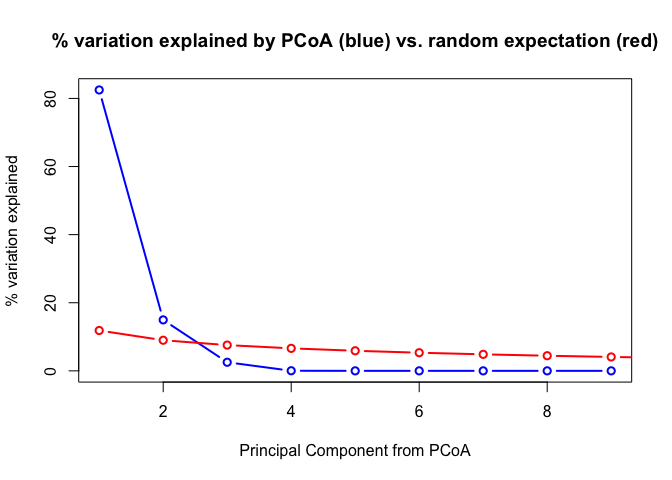 % variation explained by PCoA (blue) vs. random expectation (red)
% variation explained
80
60
40
20
0
2 4 6 8
Principal Component from PCoA